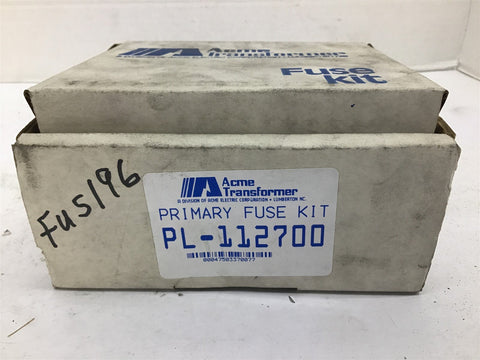 Acme
Transformer
Fuse
Kit
FUS196
Acme
Transformer
A DIVISION OF ACME ELECTRIC CORPORATION • LUMBERTON NC.
PRIMARY FUSE KIT
PL-112700